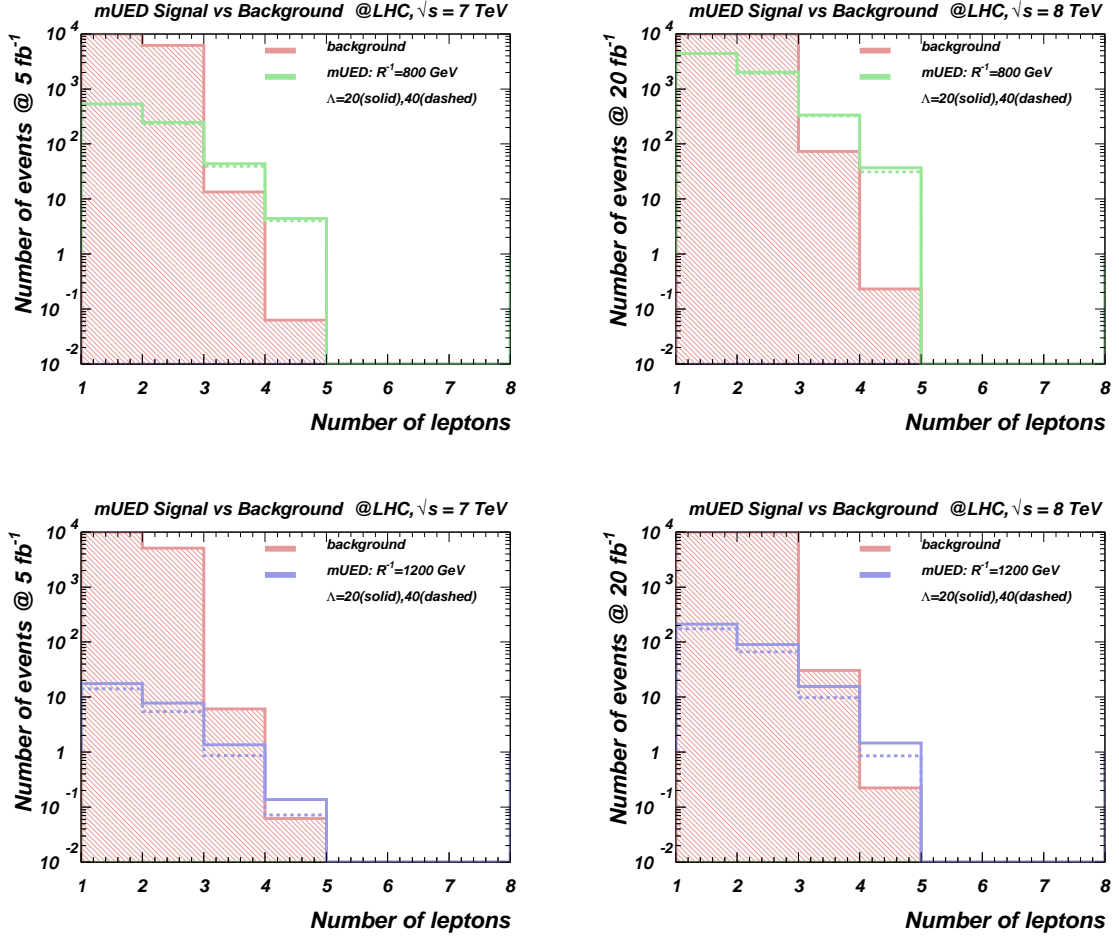 mUED Signal vs Background @LHC, √s = 7 TeV
Number of events @ 5 fb⁻¹
10⁴
10³
10²
10
1
10⁻¹
10⁻²
background
mUED: R⁻¹=800 GeV
Λ=20(solid),40(dashed)
1 2 3 4 5 6 7 8
Number of leptons
mUED Signal vs Background @LHC, √s = 8 TeV
Number of events @ 20 fb⁻¹
10⁴
10³
10²
10
1
10⁻¹
10⁻²
background
mUED: R⁻¹=800 GeV
Λ=20(solid),40(dashed)
1 2 3 4 5 6 7 8
Number of leptons
mUED Signal vs Background @LHC, √s = 7 TeV
Number of events @ 5 fb⁻¹
10⁴
10³
10²
10
1
10⁻¹
10⁻²
background
mUED: R⁻¹=1200 GeV
Λ=20(solid),40(dashed)
1 2 3 4 5 6 7 8
Number of leptons
mUED Signal vs Background @LHC, √s = 8 TeV
Number of events @ 20 fb⁻¹
10⁴
10³
10²
10
1
10⁻¹
10⁻²
background
mUED: R⁻¹=1200 GeV
Λ=20(solid),40(dashed)
1 2 3 4 5 6 7 8
Number of leptons